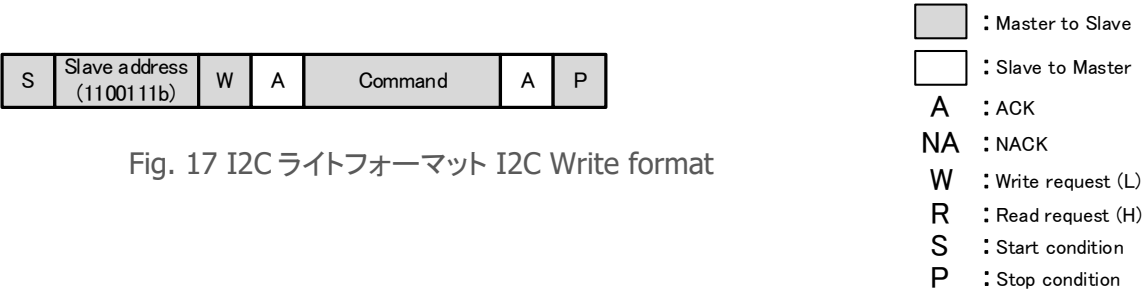 S Slave address (1100111b) W A Command A P
Fig. 17 I2C ライトフォーマット I2C Write format
: Master to Slave
: Slave to Master
A : ACK
NA : NACK
W : Write request (L)
R : Read request (H)
S : Start condition
P : Stop condition